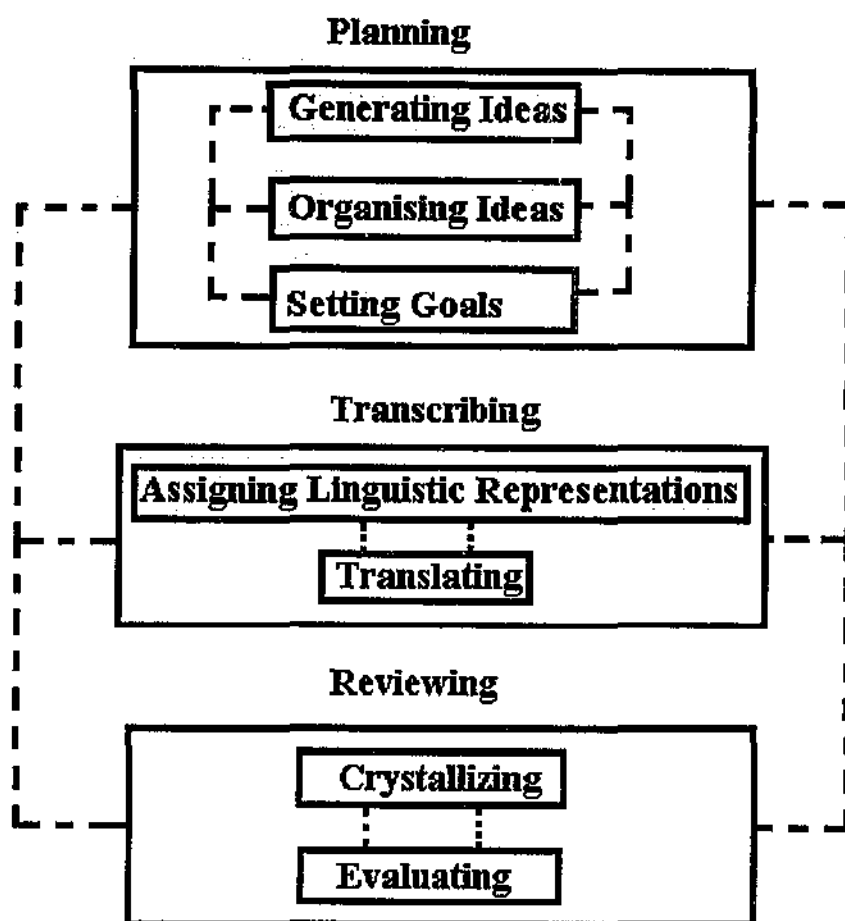 Planning
Generating Ideas
Organising Ideas
Setting Goals
Transcribing
Assigning Linguistic Representations
Translating
Reviewing
Crystallizing
Evaluating